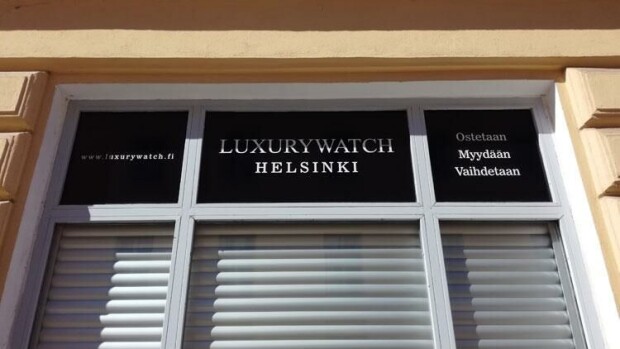 www.luxurywatch.fi
LUXURYWATCH
HELSINKI
Ostetaan
Myydään
Vaihdetaan